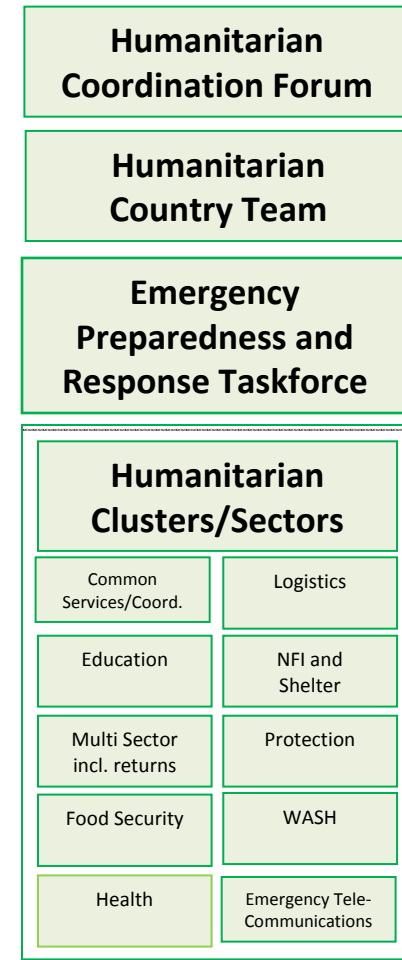 Humanitarian
Coordination Forum
Humanitarian
Country Team
Emergency
Preparedness and
Response Taskforce
Humanitarian
Clusters/Sectors
Common
Services/Coord.
Logistics
Education
NFI and
Shelter
Multi Sector
incl. returns
Protection
Food Security
WASH
Health
Emergency Tele-
Communications